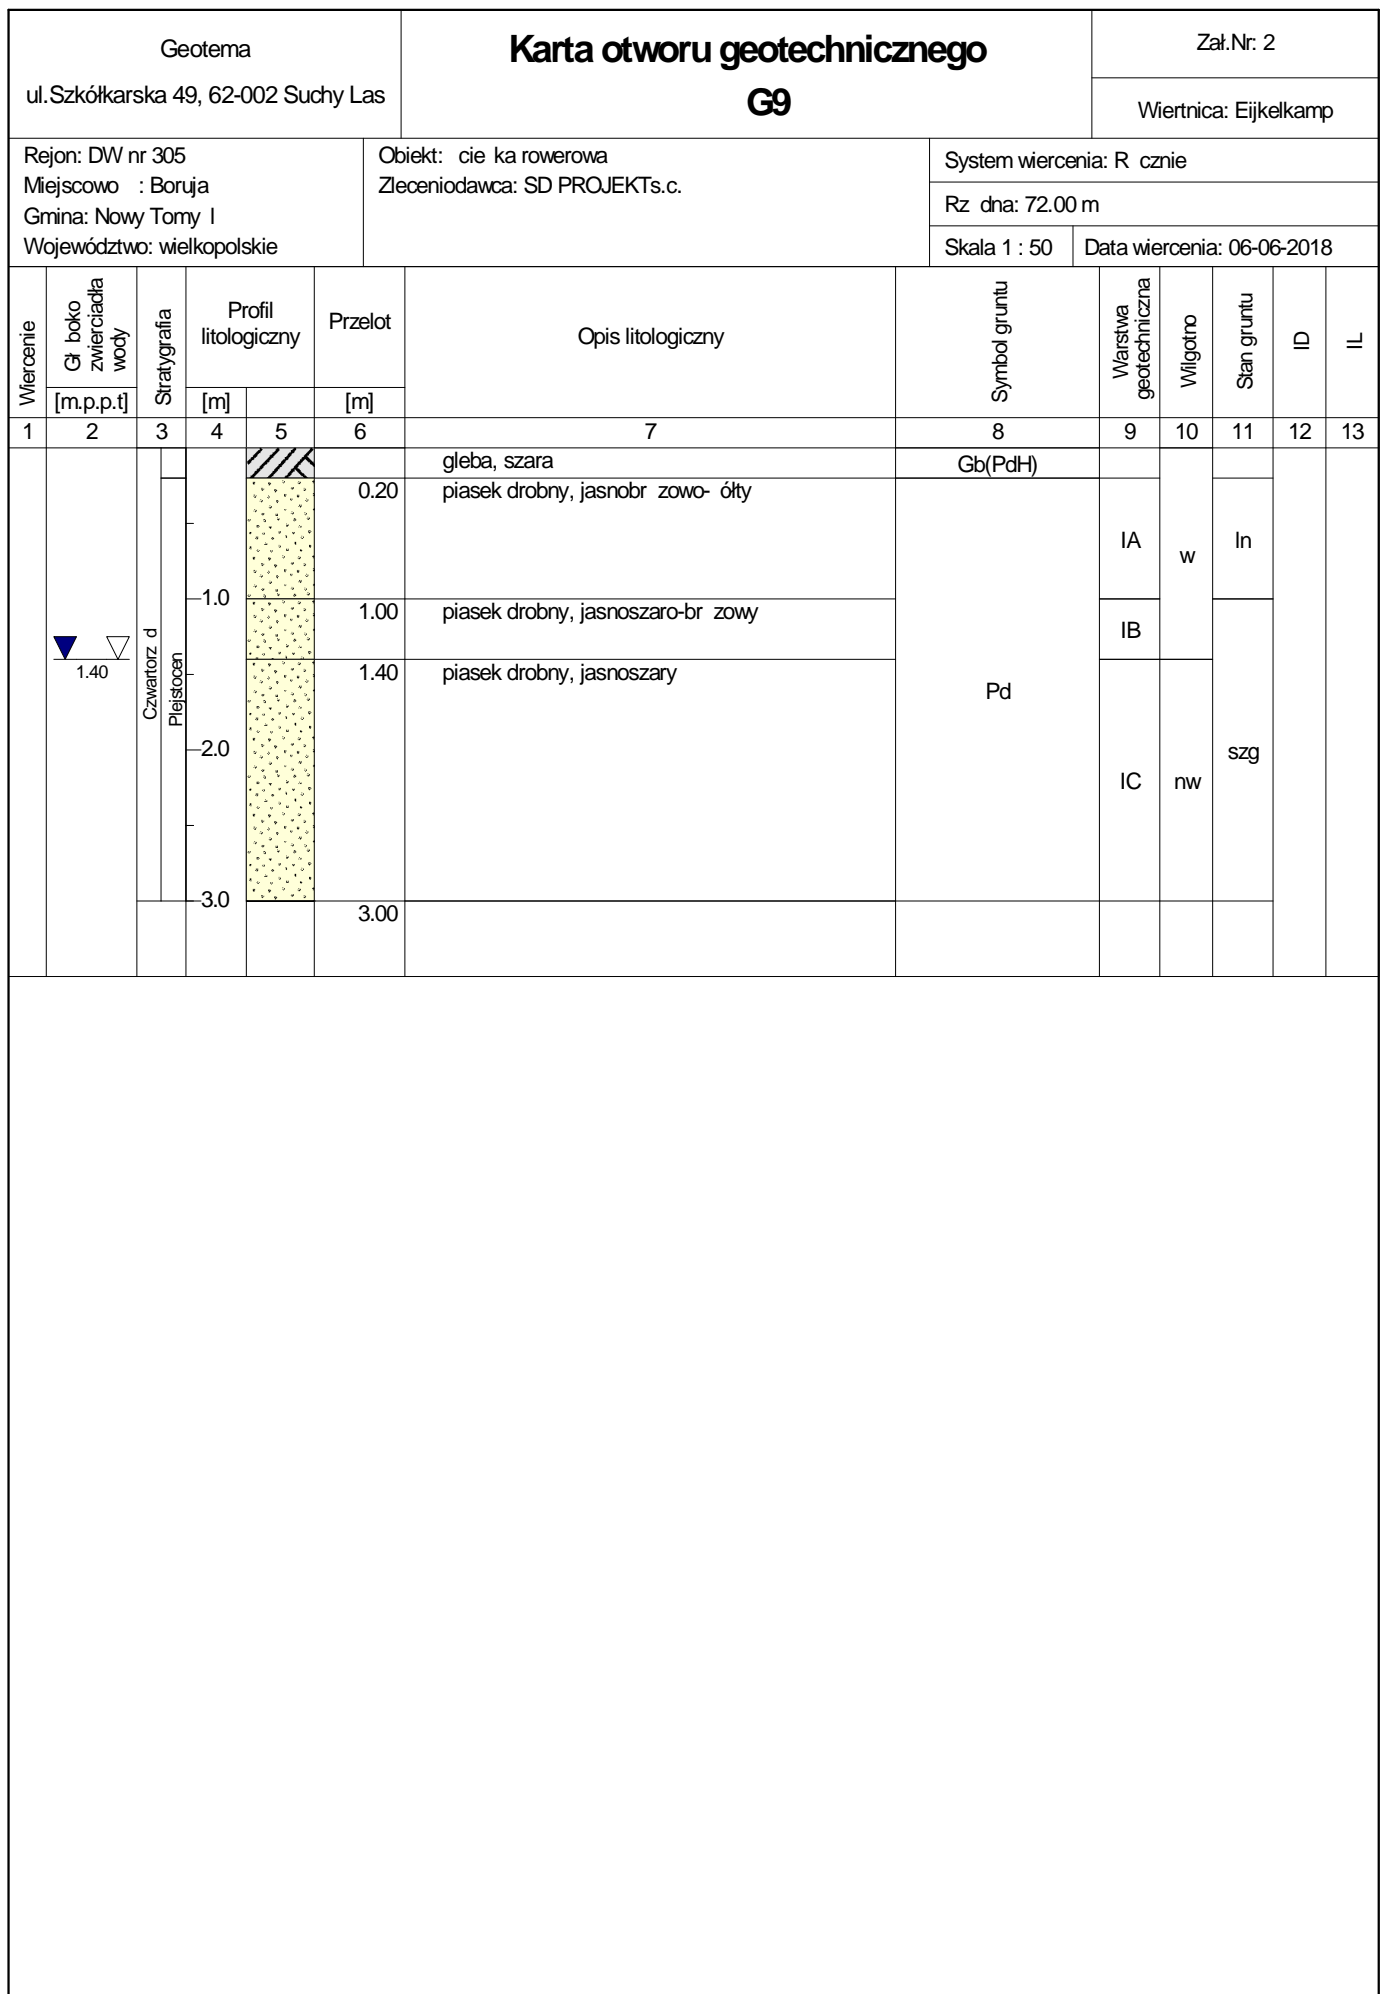 Geotema
ul.Szkółkarska 49, 62-002 Suchy Las
Karta otworu geotechnicznego
G9
Zał.Nr: 2
Wiertnica: Eijkelkamp
Rejon: DW nr 305
Miejscowo : Boruja
Gmina: Nowy Tomy l
Województwo: wielkopolskie
Obiekt: cie ka rowerowa
Zleceniodawca: SD PROJEKTs.c.
System wiercenia: R cznie
Rz dna: 72.00 m
Skala 1 : 50
Data wiercenia: 06-06-2018
Wiercenie
Gł boko
zwierciadła
wody
[m.p.p.t]
Stratygrafia
Profil
litologiczny
[m]
Przelot
[m]
Opis litologiczny
Symbol gruntu
Warstwa
geotechniczna
Wilgotno
Stan gruntu
ID
IL
1 2 3 4 5 6 7 8 9 10 11 12 13
gleba, szara
Gb(PdH)
0.20 piasek drobny, jasnobr zowo- ółty
IA
w
ln
1.0
1.00 piasek drobny, jasnoszaro-br zowy
IB
1.40
Czwartorz d
Plejstocen
1.40 piasek drobny, jasnoszary
Pd
2.0
szg
IC
nw
3.0
3.00